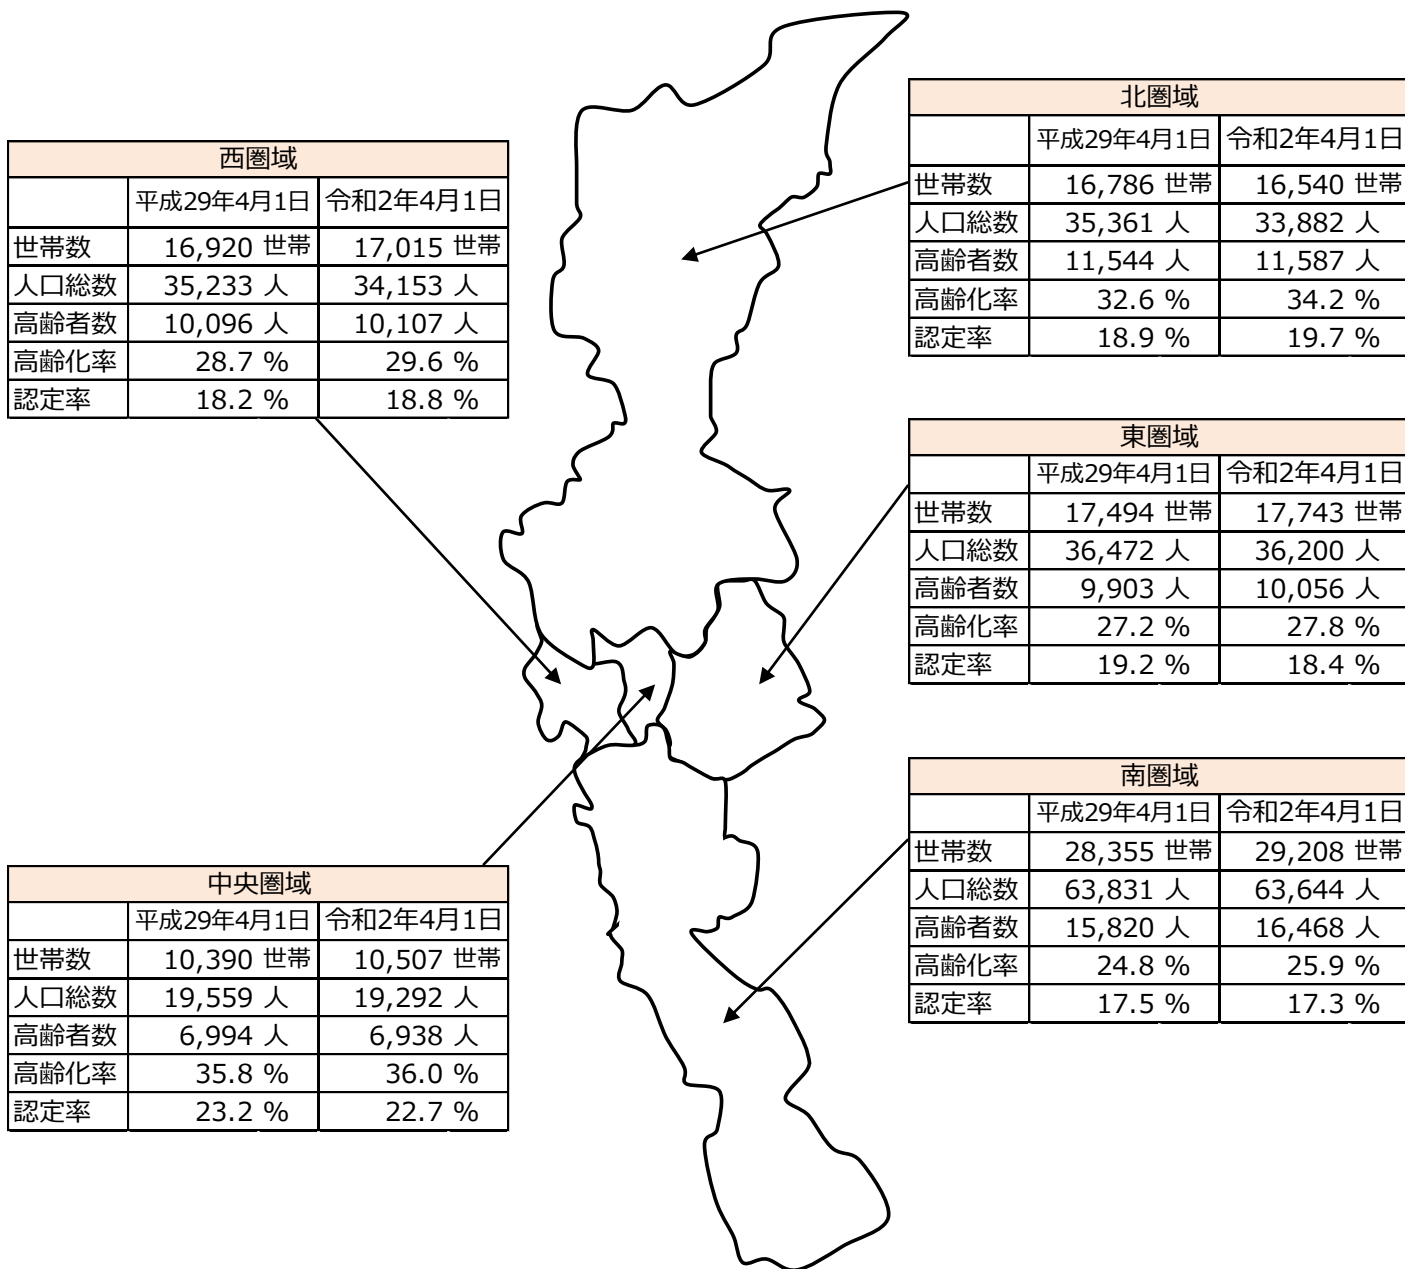 西圏域
平成29年4月1日 令和2年4月1日
世帯数 16,920 世帯 17,015 世帯
人口総数 35,233 人 34,153 人
高齢者数 10,096 人 10,107 人
高齢化率 28.7 % 29.6 %
認定率 18.2 % 18.8 %
北圏域
平成29年4月1日 令和2年4月1日
世帯数 16,786 世帯 16,540 世帯
人口総数 35,361 人 33,882 人
高齢者数 11,544 人 11,587 人
高齢化率 32.6 % 34.2 %
認定率 18.9 % 19.7 %
東圏域
平成29年4月1日 令和2年4月1日
世帯数 17,494 世帯 17,743 世帯
人口総数 36,472 人 36,200 人
高齢者数 9,903 人 10,056 人
高齢化率 27.2 % 27.8 %
認定率 19.2 % 18.4 %
中央圏域
平成29年4月1日 令和2年4月1日
世帯数 10,390 世帯 10,507 世帯
人口総数 19,559 人 19,292 人
高齢者数 6,994 人 6,938 人
高齢化率 35.8 % 36.0 %
認定率 23.2 % 22.7 %
南圏域
平成29年4月1日 令和2年4月1日
世帯数 28,355 世帯 29,208 世帯
人口総数 63,831 人 63,644 人
高齢者数 15,820 人 16,468 人
高齢化率 24.8 % 25.9 %
認定率 17.5 % 17.3 %